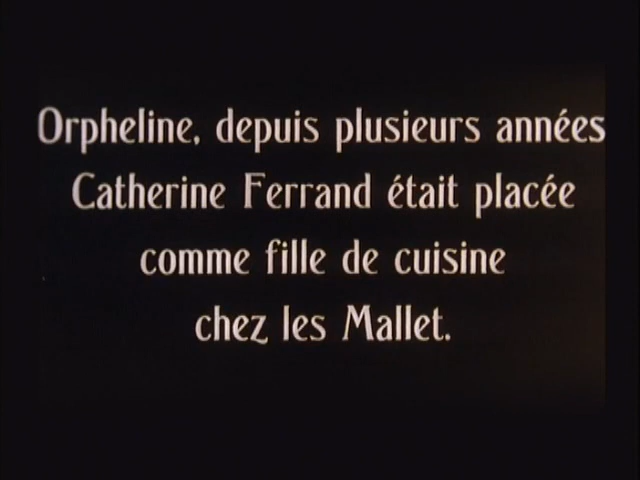 Orpheline, depuis plusieurs années
Catherine Ferrand était placée
comme fille de cuisine
chez les Mallet.